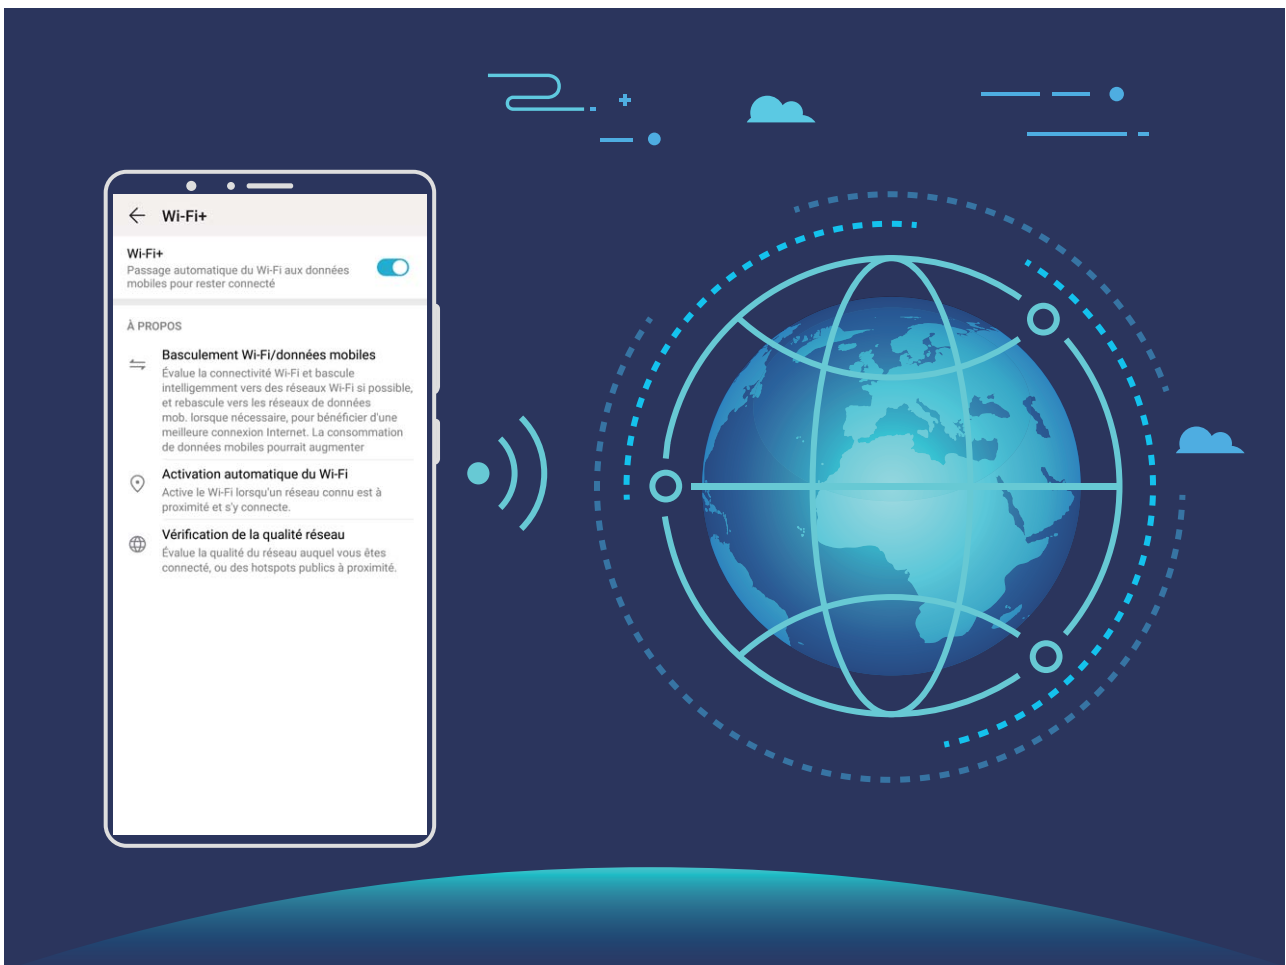 Wi-Fi+
Wi-Fi+
Passage automatique du Wi-Fi aux données
mobiles pour rester connecté
À PROPOS
Basculement Wi-Fi/données mobiles
Évalue la connectivité Wi-Fi et bascule
intelligemment vers des réseaux Wi-Fi si possible,
et rebascule vers les réseaux de données
mob. lorsque nécessaire, pour bénéficier d'une
meilleure connexion Internet. La consommation
de données mobiles pourrait augmenter
Activation automatique du Wi-Fi
Active le Wi-Fi lorsqu'un réseau connu est à
proximité et s'y connecte.
Vérification de la qualité réseau
Évalue la qualité du réseau auquel vous êtes
connecté, ou des hotspots publics à proximité.